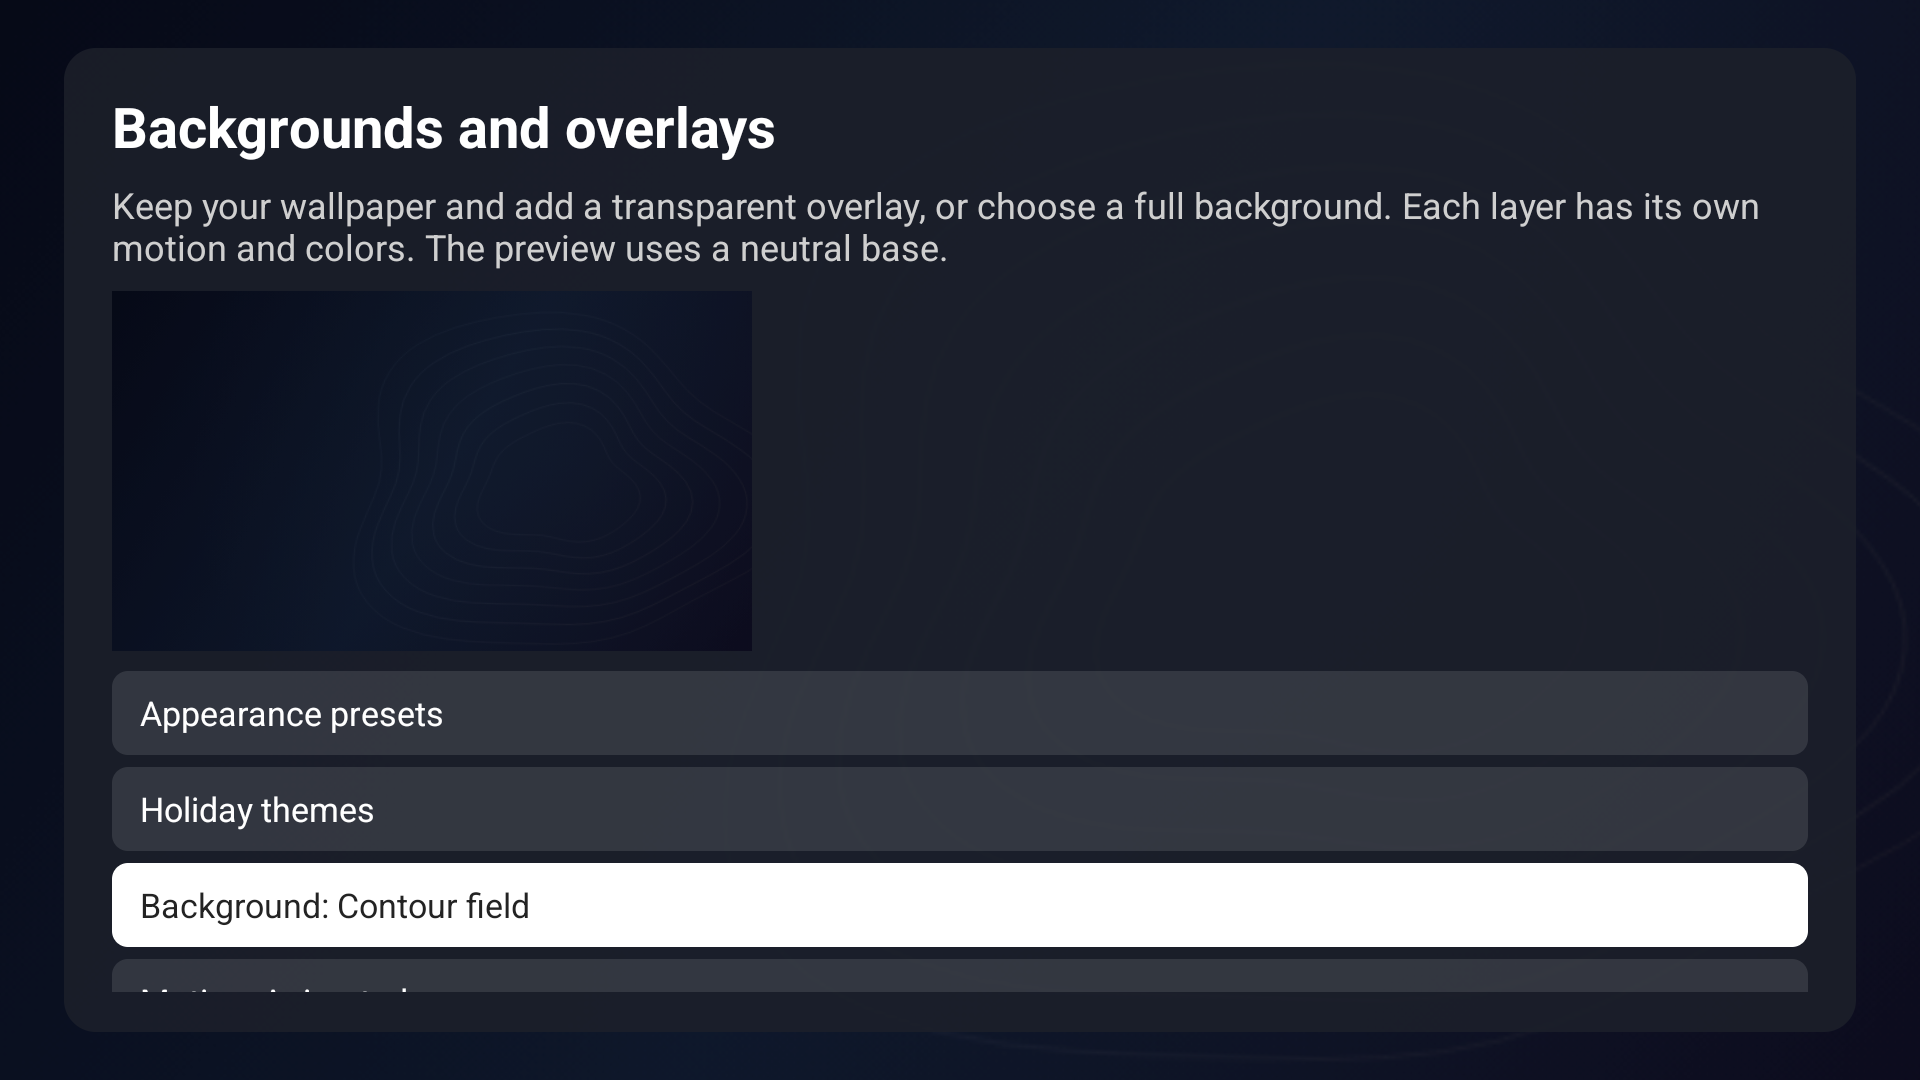 Backgrounds and overlays
Keep your wallpaper and add a transparent overlay, or choose a full background. Each layer has its own
motion and colors. The preview uses a neutral base.
Appearance presets
Holiday themes
Background: Contour field